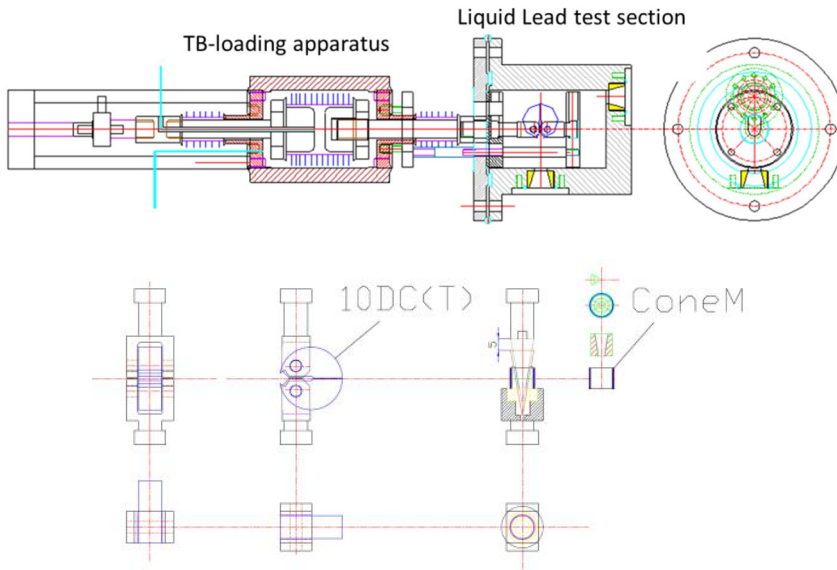 Liquid Lead test section
TB-loading apparatus
10DC(T)
ConeM
5